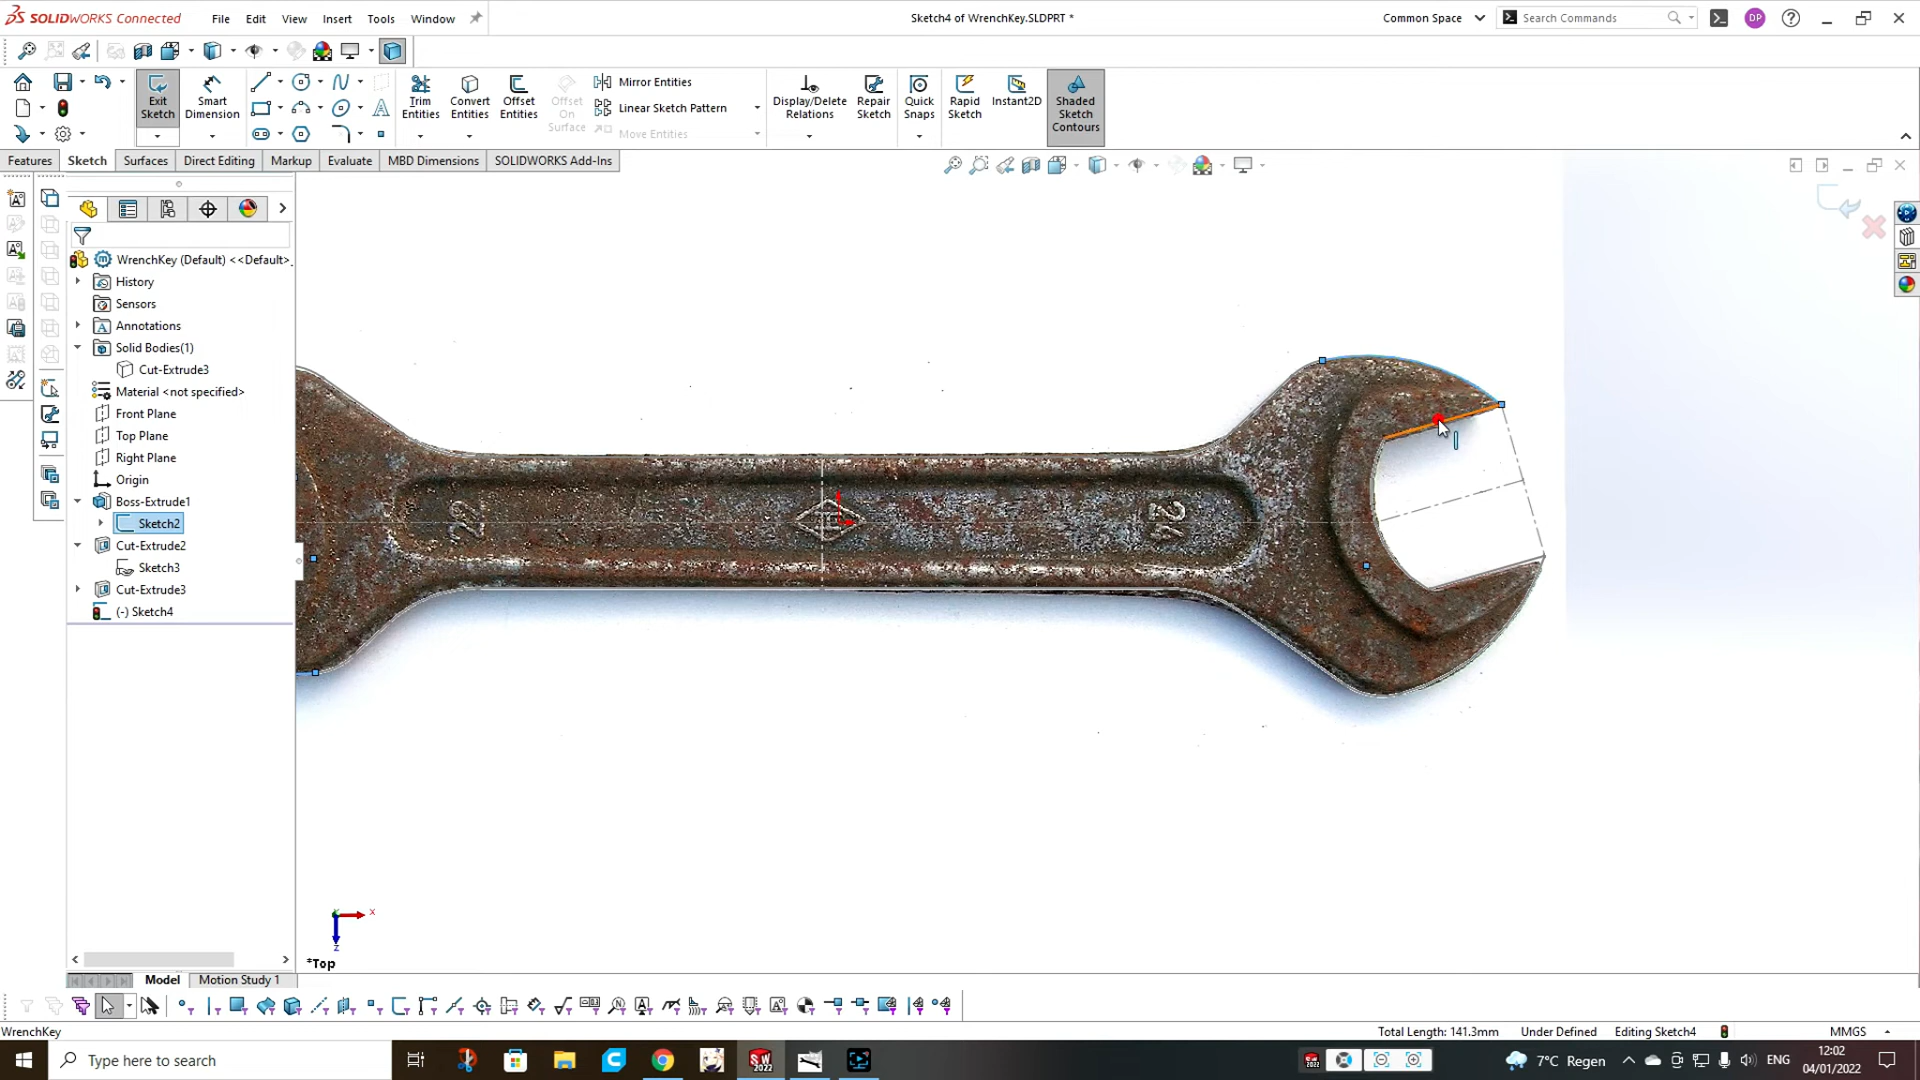 SOLIDWORKS Connected
File
Edit
View
Insert
Tools
Window
Sketch4 of WrenchKey.SLDPRT *
Common Space
Search Commands
DP
Exit Sketch
Smart Dimension
Trim Entities
Convert Entities
Offset Entities
Offset On Surface
Mirror Entities
Linear Sketch Pattern
Move Entities
Display/Delete Relations
Repair Sketch
Quick Snaps
Rapid Sketch
Instant2D
Shaded Sketch Contours
Features
Sketch
Surfaces
Direct Editing
Markup
Evaluate
MBD Dimensions
SOLIDWORKS Add-Ins
WrenchKey (Default) <<Default>_
History
Sensors
Annotations
Solid Bodies(1)
Cut-Extrude3
Material <not specified>
Front Plane
Top Plane
Right Plane
Origin
Boss-Extrude1
Sketch2
Cut-Extrude2
Sketch3
Cut-Extrude3
(-) Sketch4
22
24
x
z
*Top
Model
Motion Study 1
WrenchKey
Total Length: 141.3mm
Under Defined
Editing Sketch4
MMGS
Type here to search
SW 2022
7°C Regen
ENG
12:02
04/01/2022